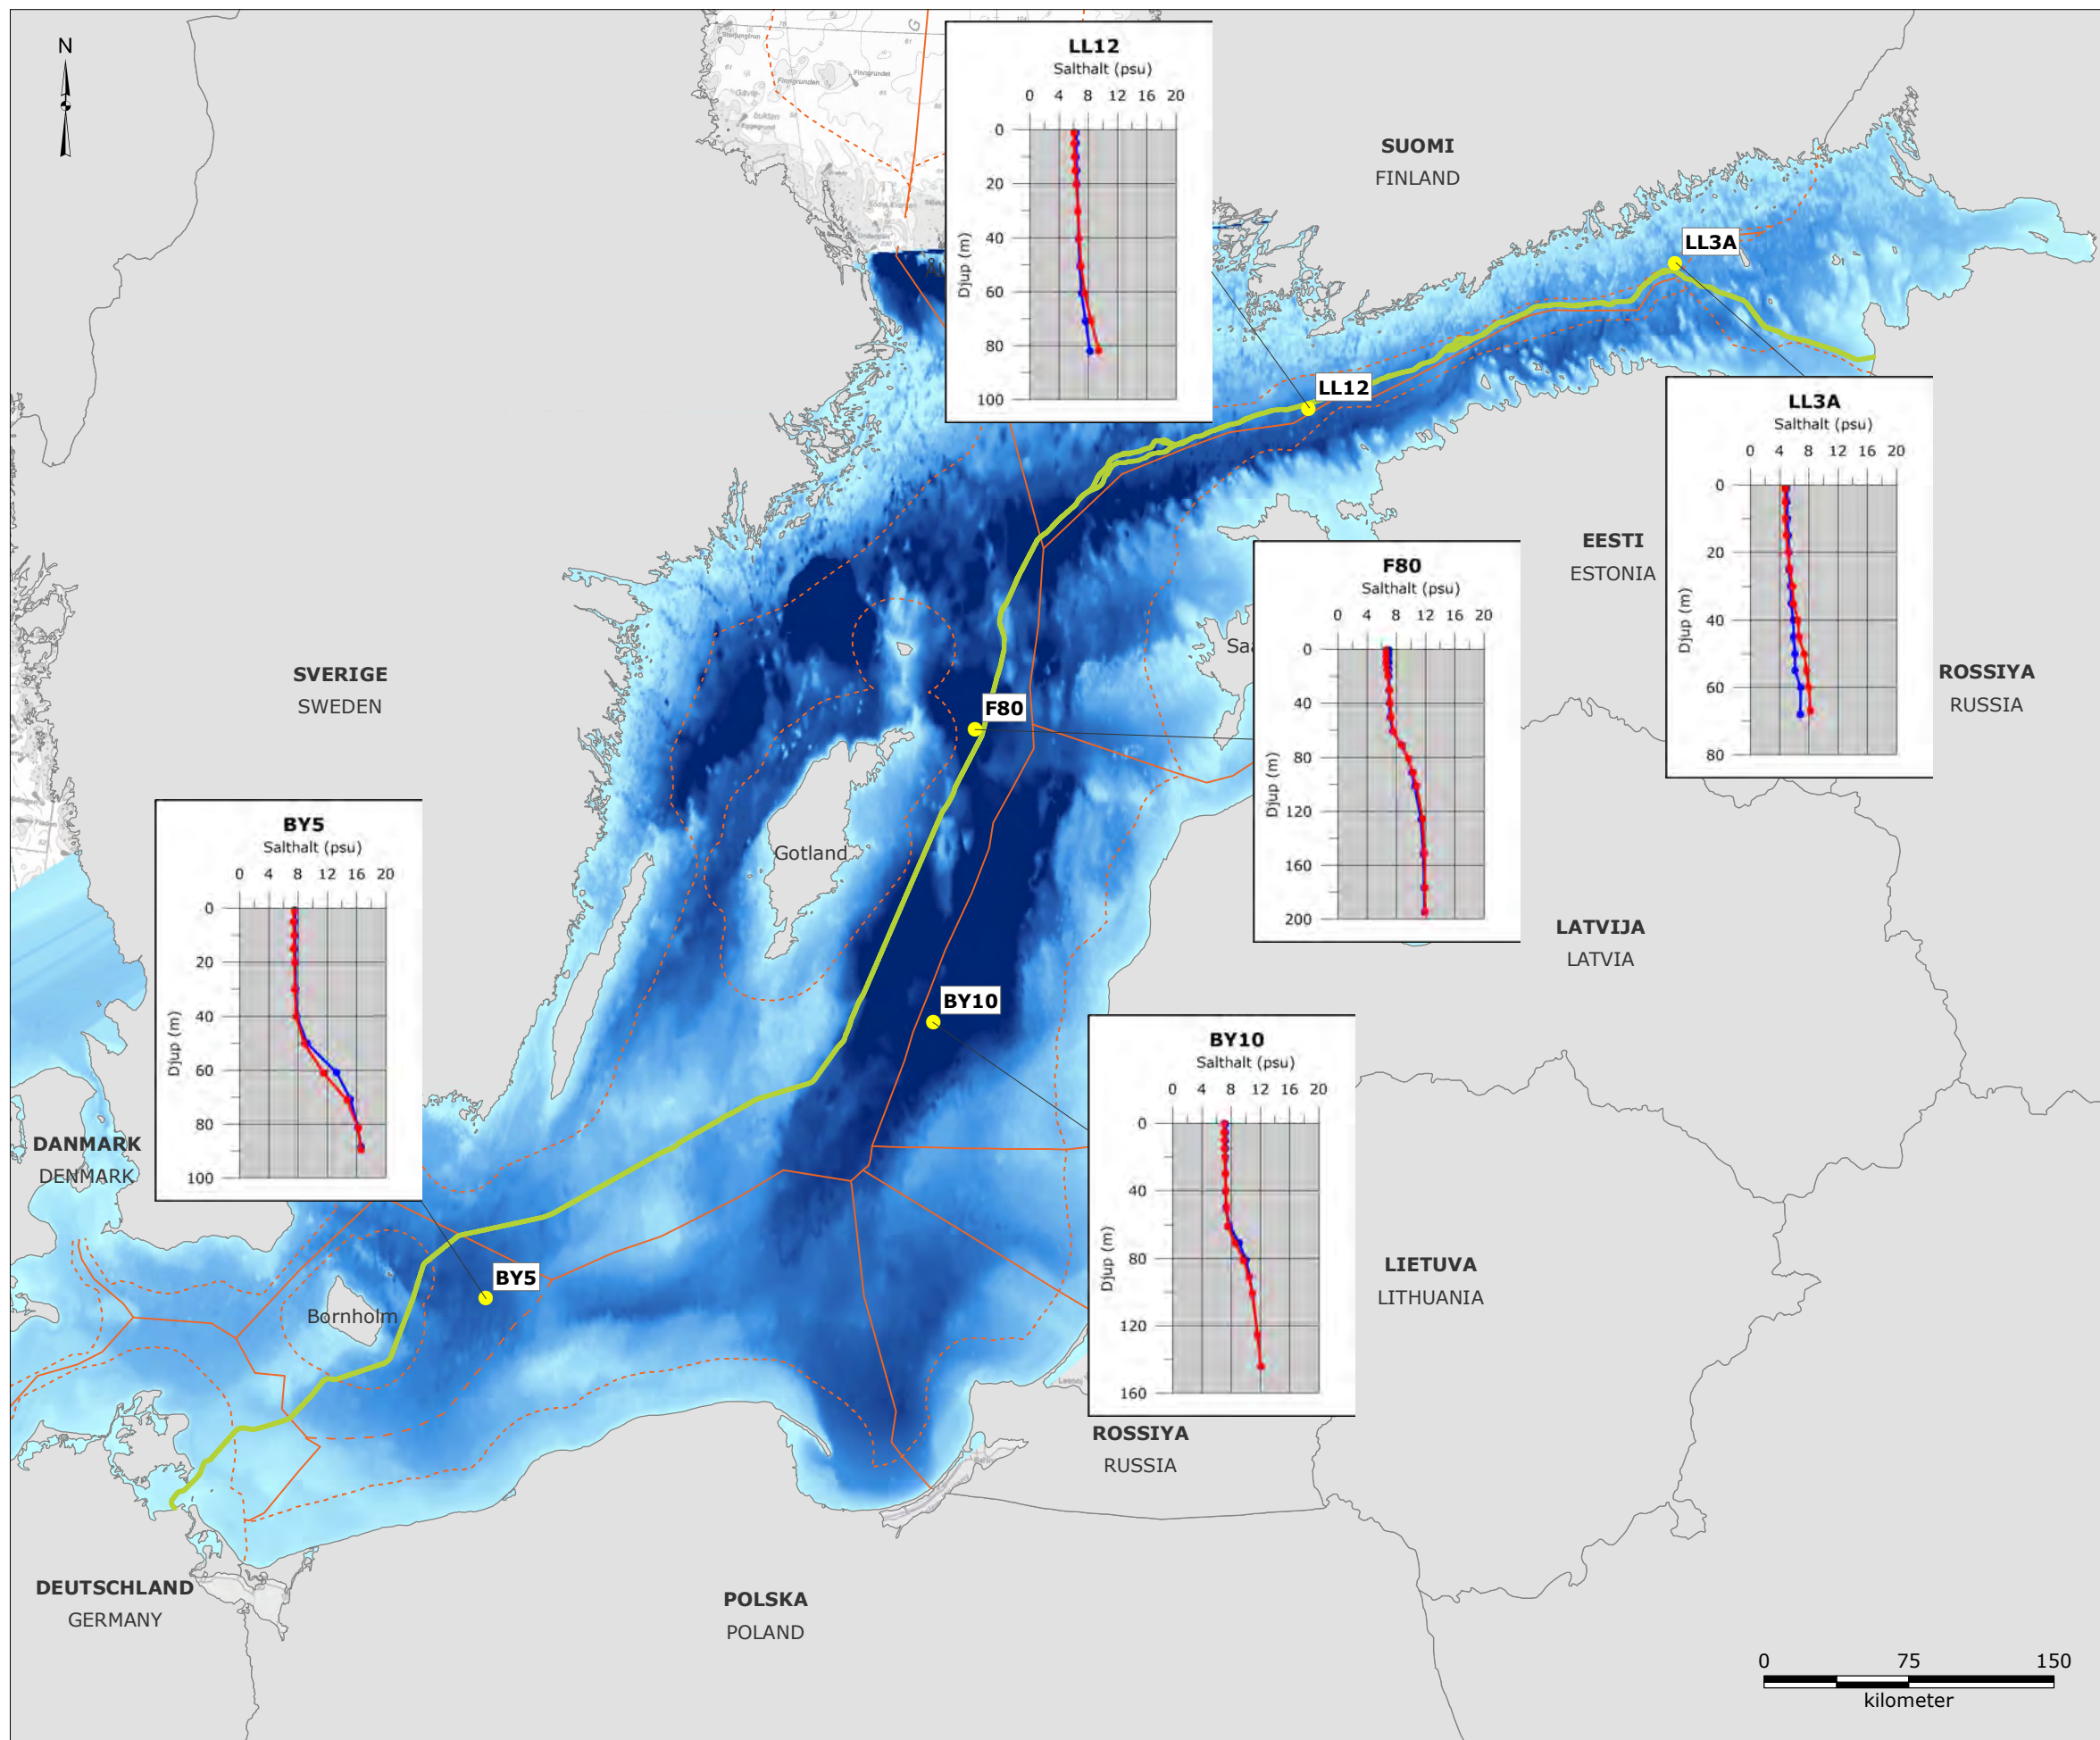 N
LL12
Salthalt (psu)
0 4 8 12 16 20
Djup (m)
0
20
40
60
80
100
SUOMI
FINLAND
LL3A
LL12
LL3A
Salthalt (psu)
0 4 8 12 16 20
Djup (m)
0
20
40
60
80
EESTI
ESTONIA
F80
Salthalt (psu)
0 4 8 12 16 20
Djup (m)
0
40
80
120
160
200
Saa
SVERIGE
SWEDEN
ROSSIYA
RUSSIA
F80
BY5
Salthalt (psu)
0 4 8 12 16 20
Djup (m)
0
20
40
60
80
100
Gotland
LATVIJA
LATVIA
BY10
BY10
Salthalt (psu)
0 4 8 12 16 20
Djup (m)
0
40
80
120
160
DANMARK
DENMARK
BY5
Bornholm
LIETUVA
LITHUANIA
ROSSIYA
RUSSIA
DEUTSCHLAND
GERMANY
POLSKA
POLAND
0 75 150
kilometer